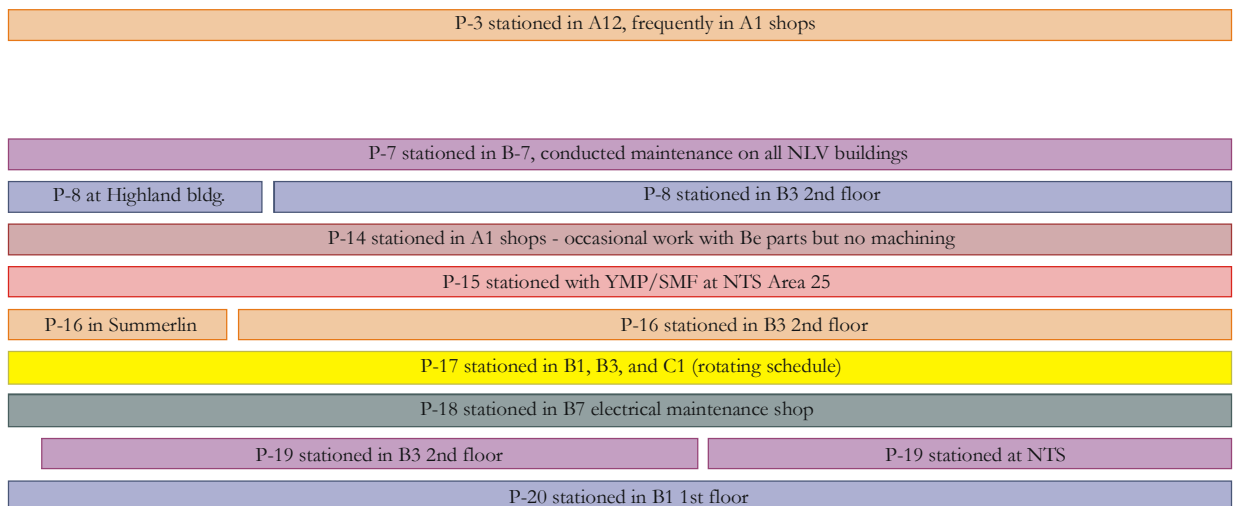 P-3 stationed in A12, frequently in A1 shops
P-7 stationed in B-7, conducted maintenance on all NLV buildings
P-8 at Highland bldg.
P-8 stationed in B3 2nd floor
P-14 stationed in A1 shops - occasional work with Be parts but no machining
P-15 stationed with YMP/SMF at NTS Area 25
P-16 in Summerlin
P-16 stationed in B3 2nd floor
P-17 stationed in B1, B3, and C1 (rotating schedule)
P-18 stationed in B7 electrical maintenance shop
P-19 stationed in B3 2nd floor
P-19 stationed at NTS
P-20 stationed in B1 1st floor